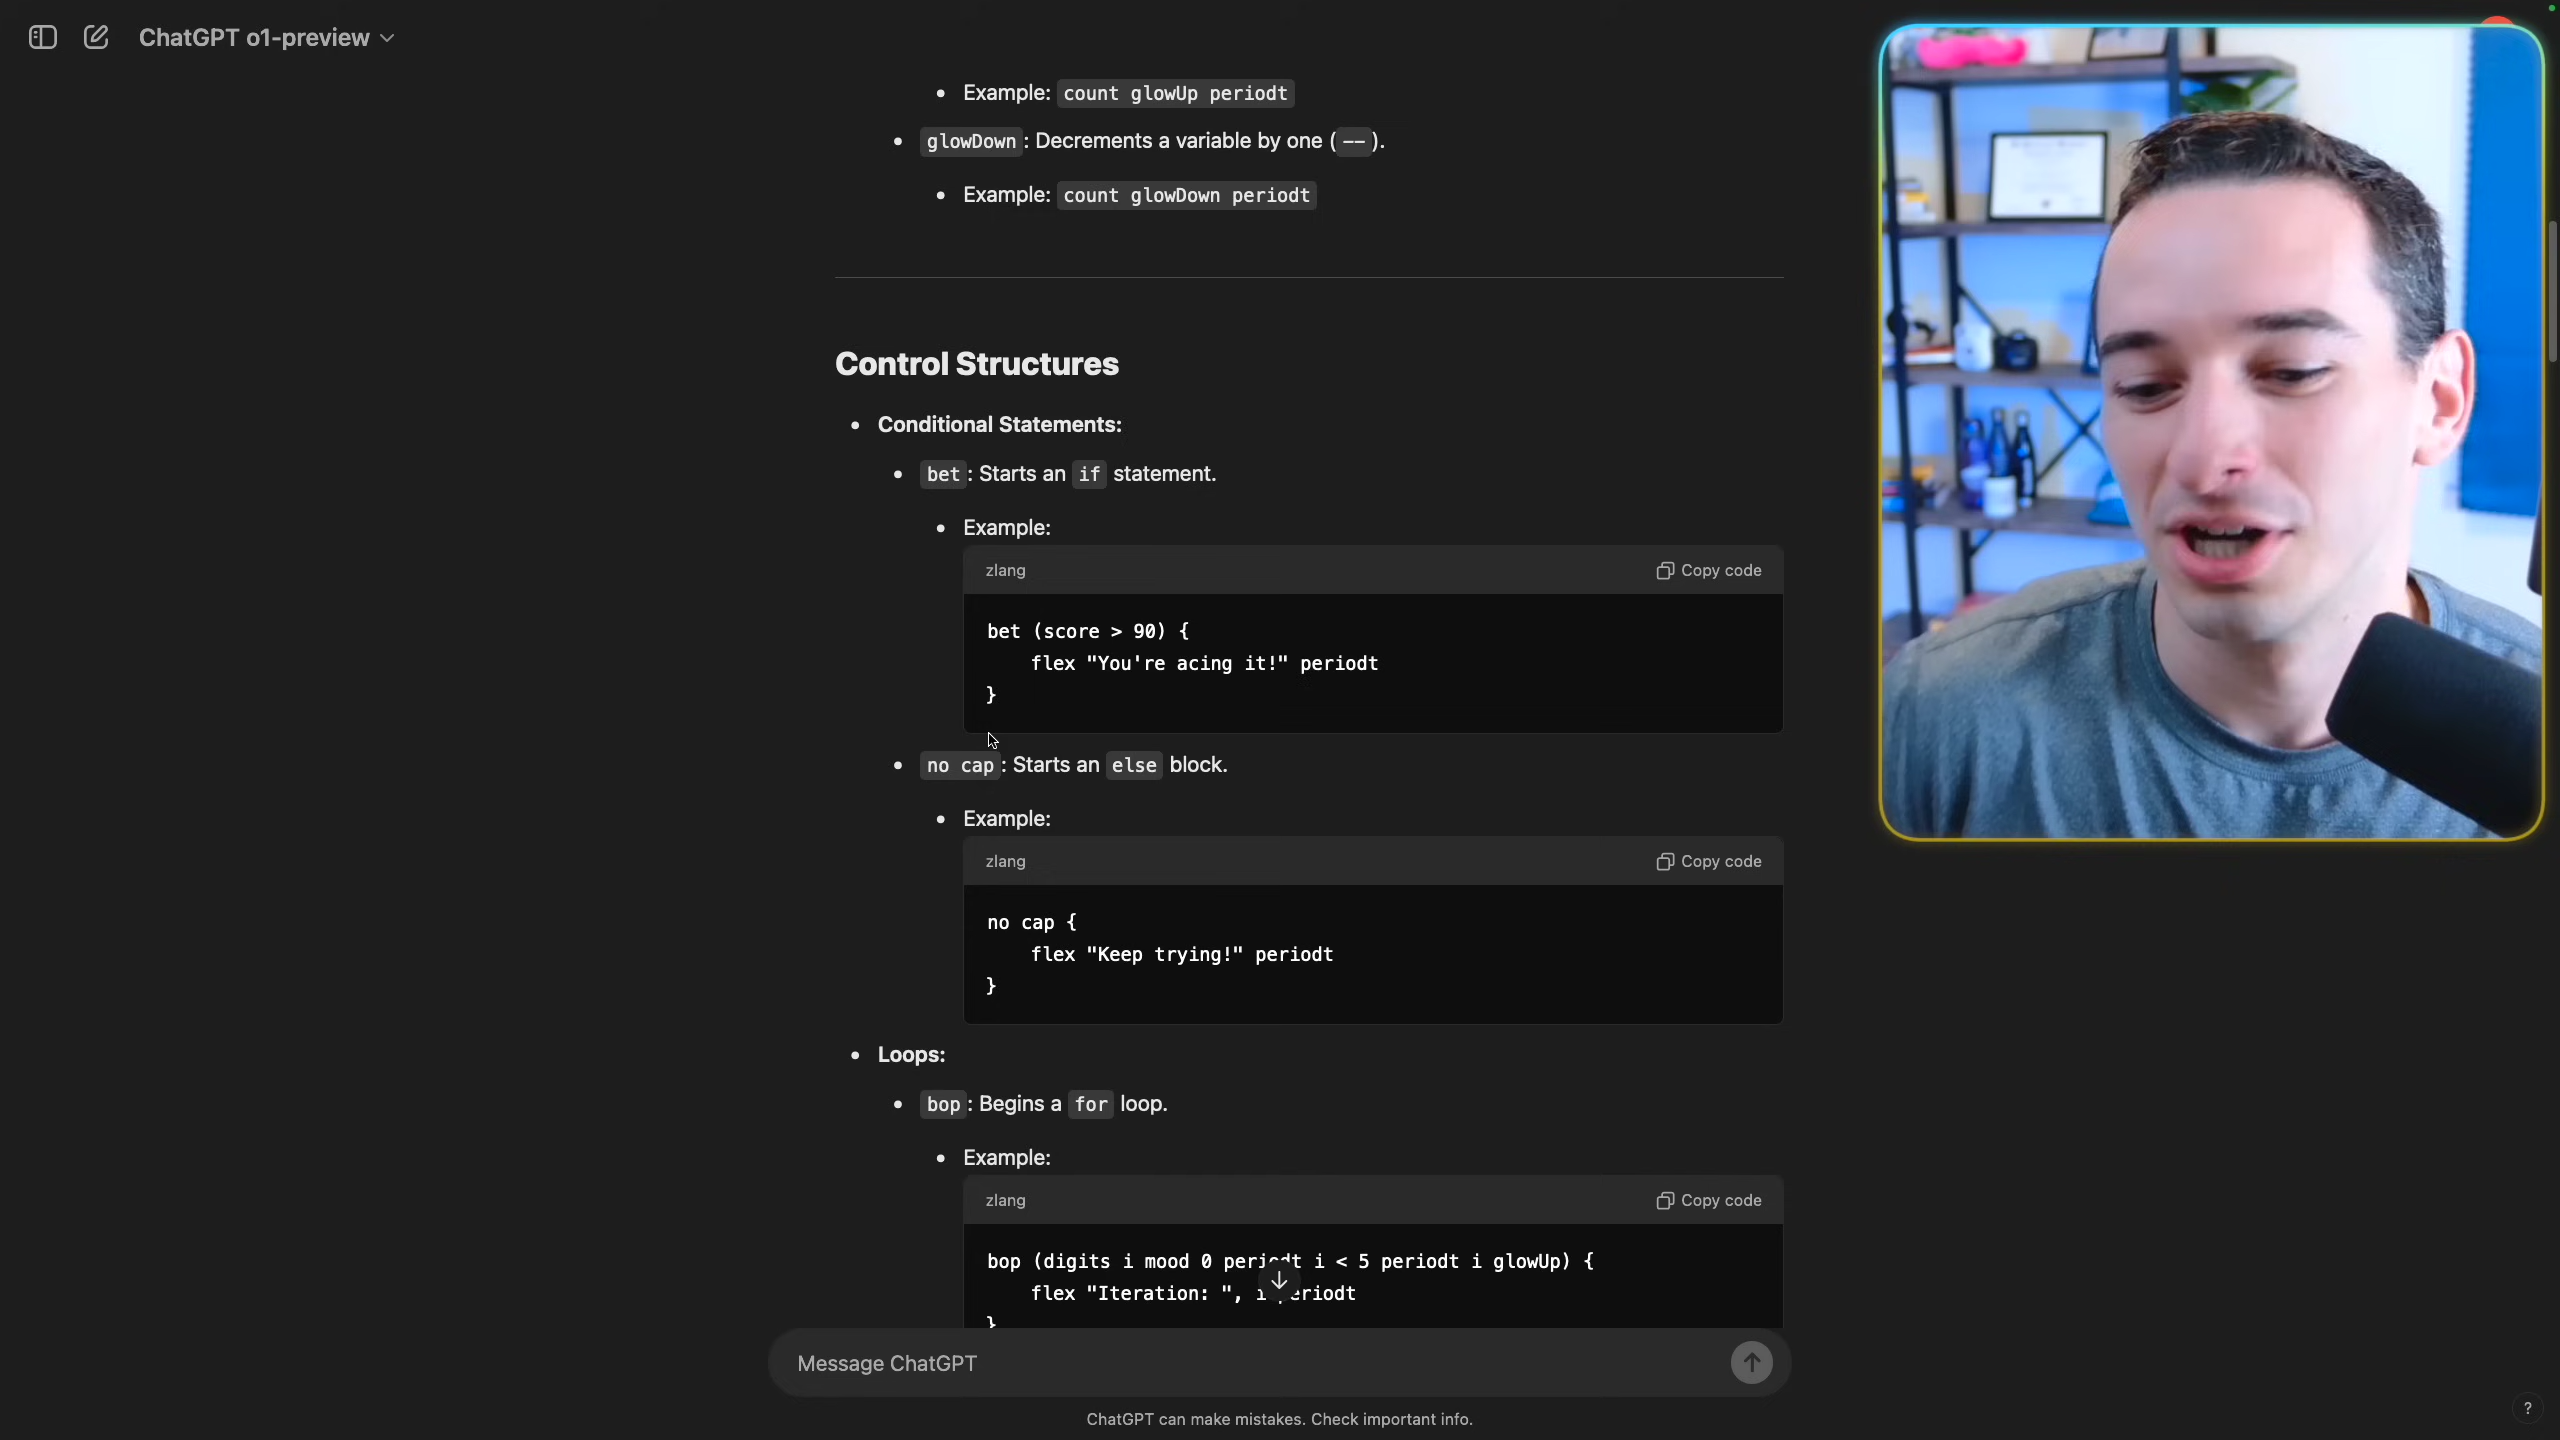 ChatGPT o1-preview
Example: count glowUp periodt
glowDown: Decrements a variable by one (--).
Example: count glowDown periodt
Control Structures
Conditional Statements:
bet: Starts an if statement.
Example:
zlang Copy code
bet (score > 90) {
flex "You're acing it!" periodt
}
no cap: Starts an else block.
Example:
zlang Copy code
no cap {
flex "Keep trying!" periodt
}
Loops:
bop: Begins a for loop.
Example:
zlang Copy code
bop (digits i mood 0 periodt i < 5 periodt i glowUp) {
flex "Iteration: ", i periodt
}
Message ChatGPT
ChatGPT can make mistakes. Check important info.
?